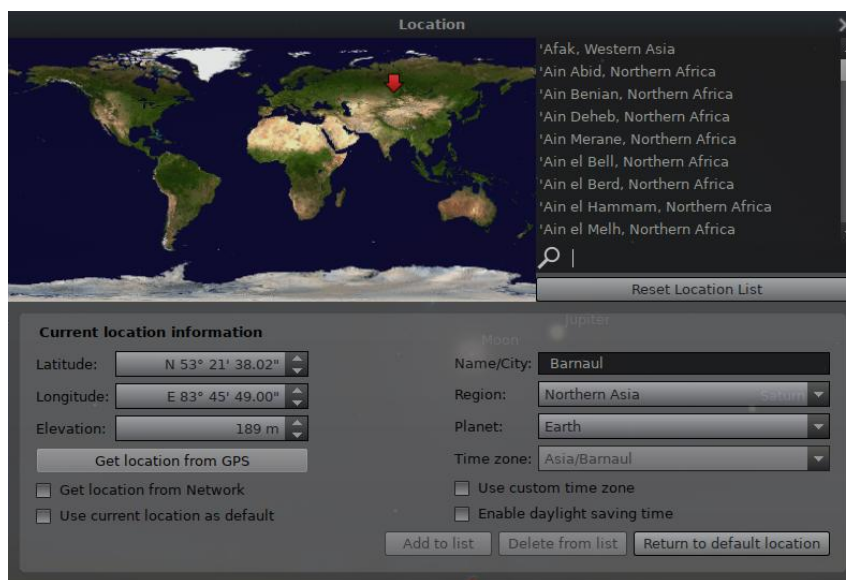 Location
'Afak, Western Asia
'Ain Abid, Northern Africa
'Ain Benian, Northern Africa
'Ain Deheb, Northern Africa
'Ain Merane, Northern Africa
'Ain el Bell, Northern Africa
'Ain el Berd, Northern Africa
'Ain el Hammam, Northern Africa
'Ain el Melh, Northern Africa
Reset Location List
Jupiter
Moon
Current location information
Latitude: N 53° 21' 38.02"
Longitude: E 83° 45' 49.00"
Elevation: 189 m
Get location from GPS
Get location from Network
Use current location as default
Name/City: Barnaul
Region: Northern Asia
Saturn
Planet: Earth
Time zone: Asia/Barnaul
Use custom time zone
Enable daylight saving time
Add to list Delete from list Return to default location